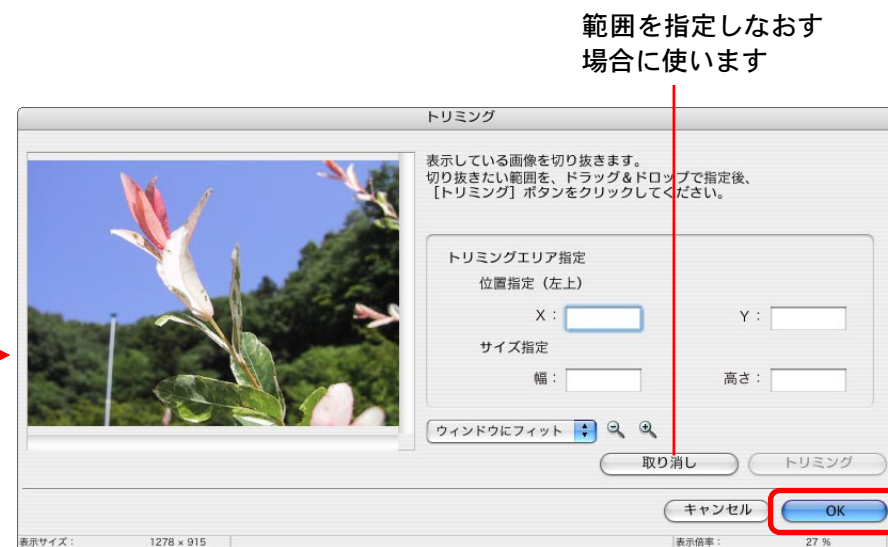 範囲を指定しなおす
場合に使います
トリミング
表示している画像を切り抜きます。
切り抜きたい範囲を、ドラッグ＆ドロップで指定後、
［トリミング］ボタンをクリックしてください。
トリミングエリア指定
位置指定（左上）
X： Y：
サイズ指定
幅： 高さ：
ウィンドウにフィット
取り消し トリミング
キャンセル OK
表示サイズ： 1278 × 915 表示倍率： 27 %